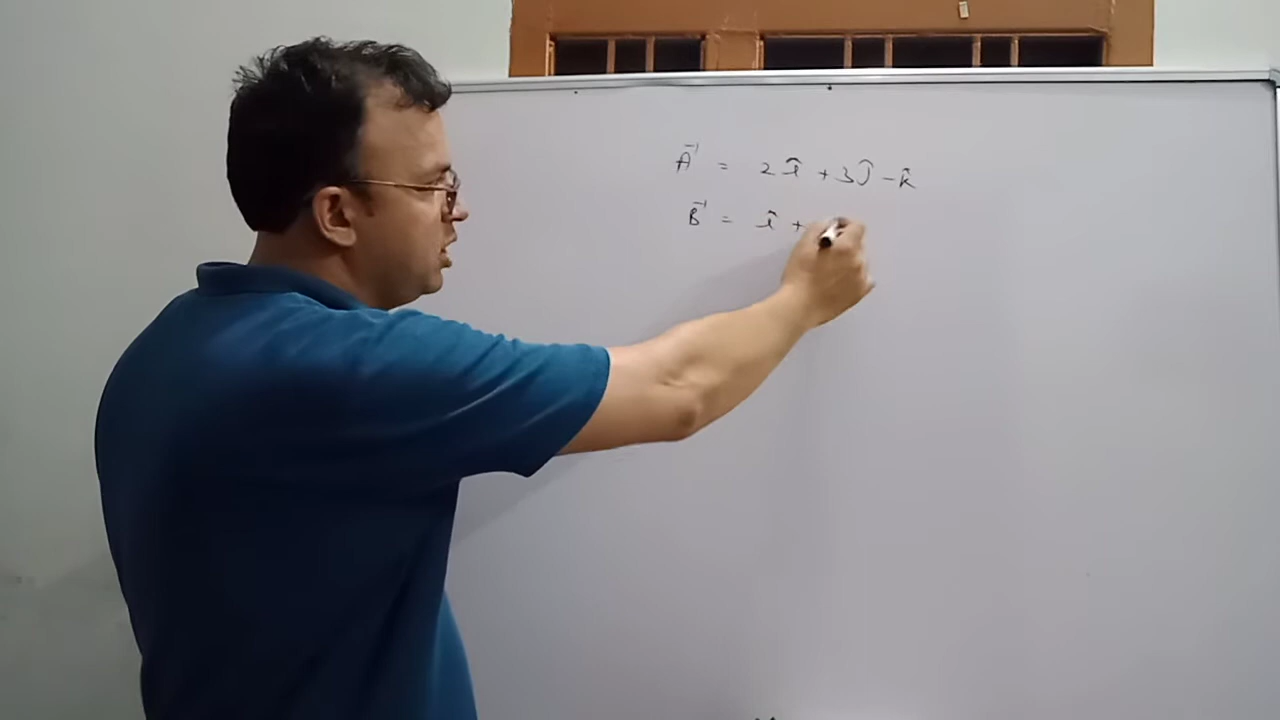 A⃗ = 2î + 3ĵ - k̂
B⃗ = î +